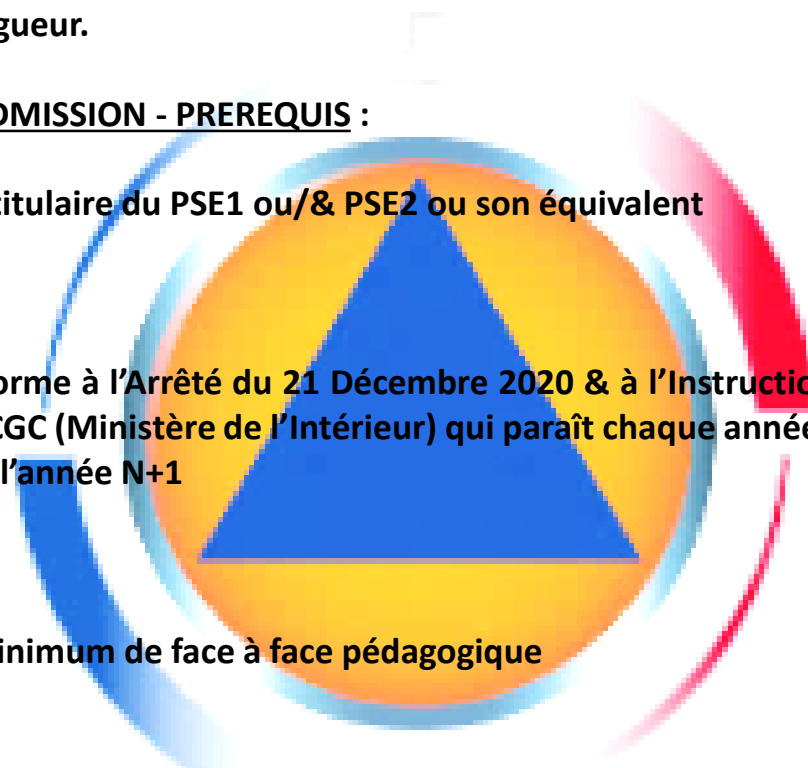 gueur.
DMISSION - PREREQUIS :
titulaire du PSE1 ou/& PSE2 ou son équivalent
orme à l'Arrêté du 21 Décembre 2020 & à l'Instructio
CGC (Ministère de l'Intérieur) qui paraît chaque année
l'année N+1
inimum de face à face pédagogique